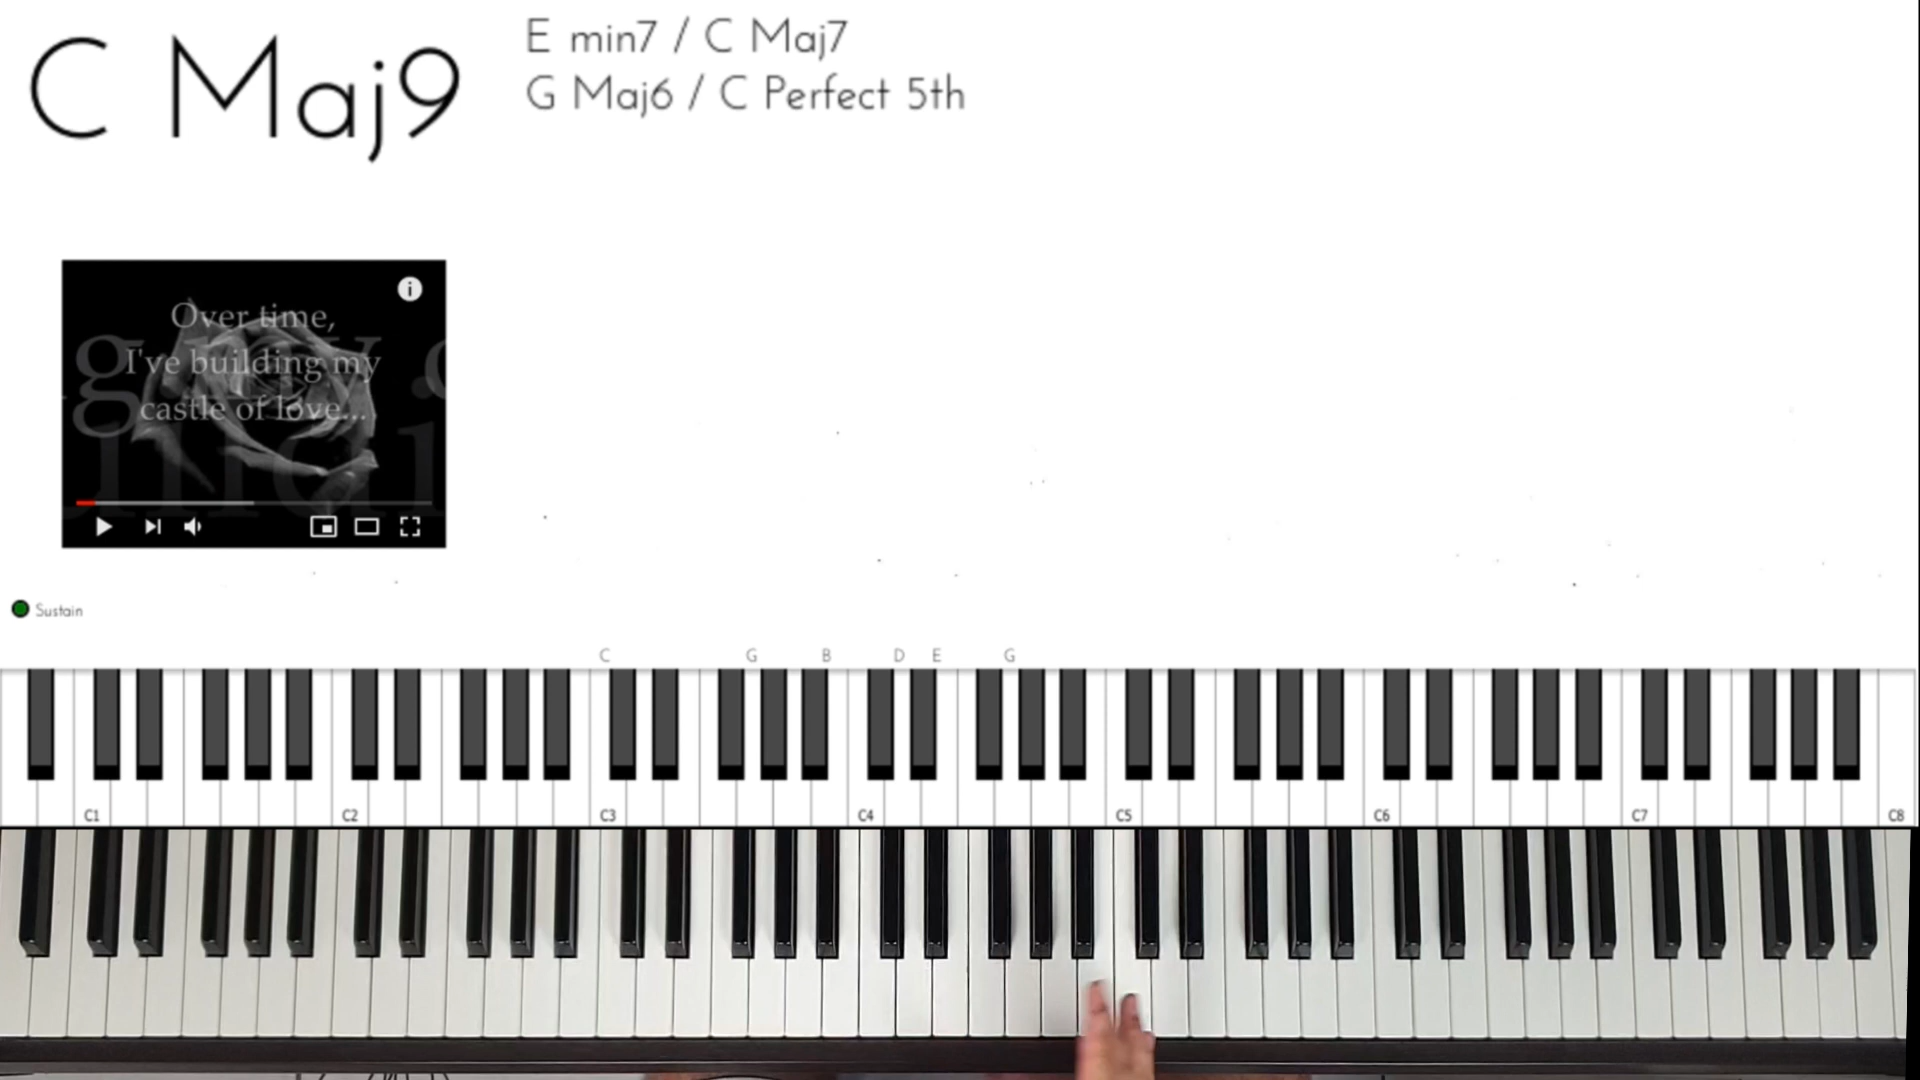 C Maj9
E min7 / C Maj7
G Maj6 / C Perfect 5th
Over time,
I've building my
castle of love...
Sustain
C G B D E G
C1 C2 C3 C4 C5 C6 C7 C8